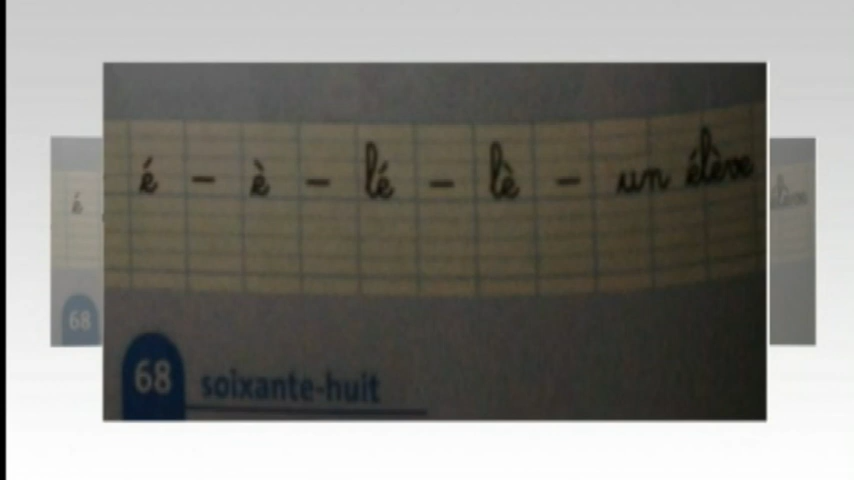 é - è - lé - lè - un élève
68 soixante-huit